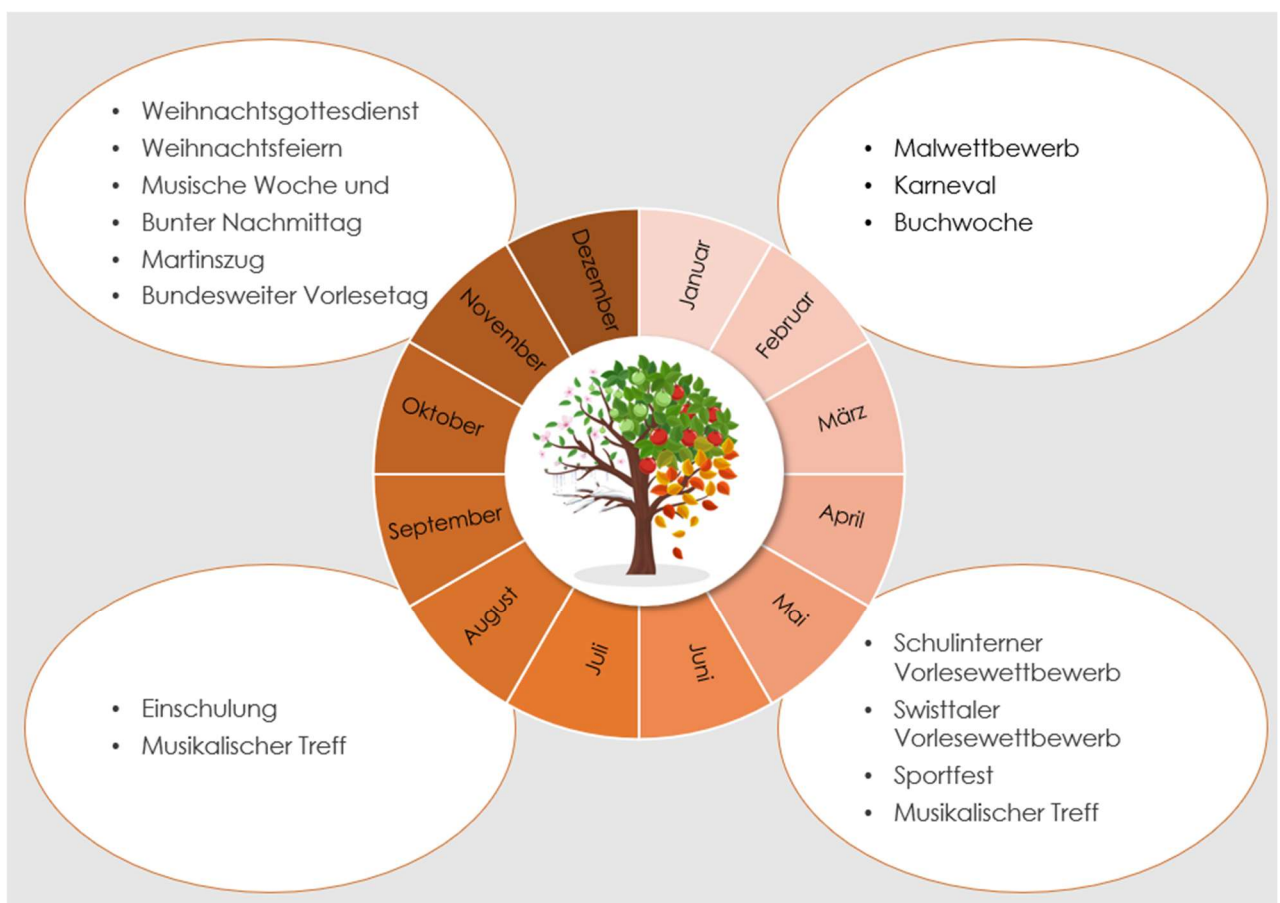 • Weihnachtsgottesdienst
• Weihnachtsfeiern
• Musische Woche und
• Bunter Nachmittag
• Martinszug
• Bundesweiter Vorlesetag
• Malwettbewerb
• Karneval
• Buchwoche
Januar
Februar
März
April
Mai
Juni
Juli
August
September
Oktober
November
Dezember
• Einschulung
• Musikalischer Treff
• Schulinterner
Vorlesewettbewerb
• Swisttaler
Vorlesewettbewerb
• Sportfest
• Musikalischer Treff